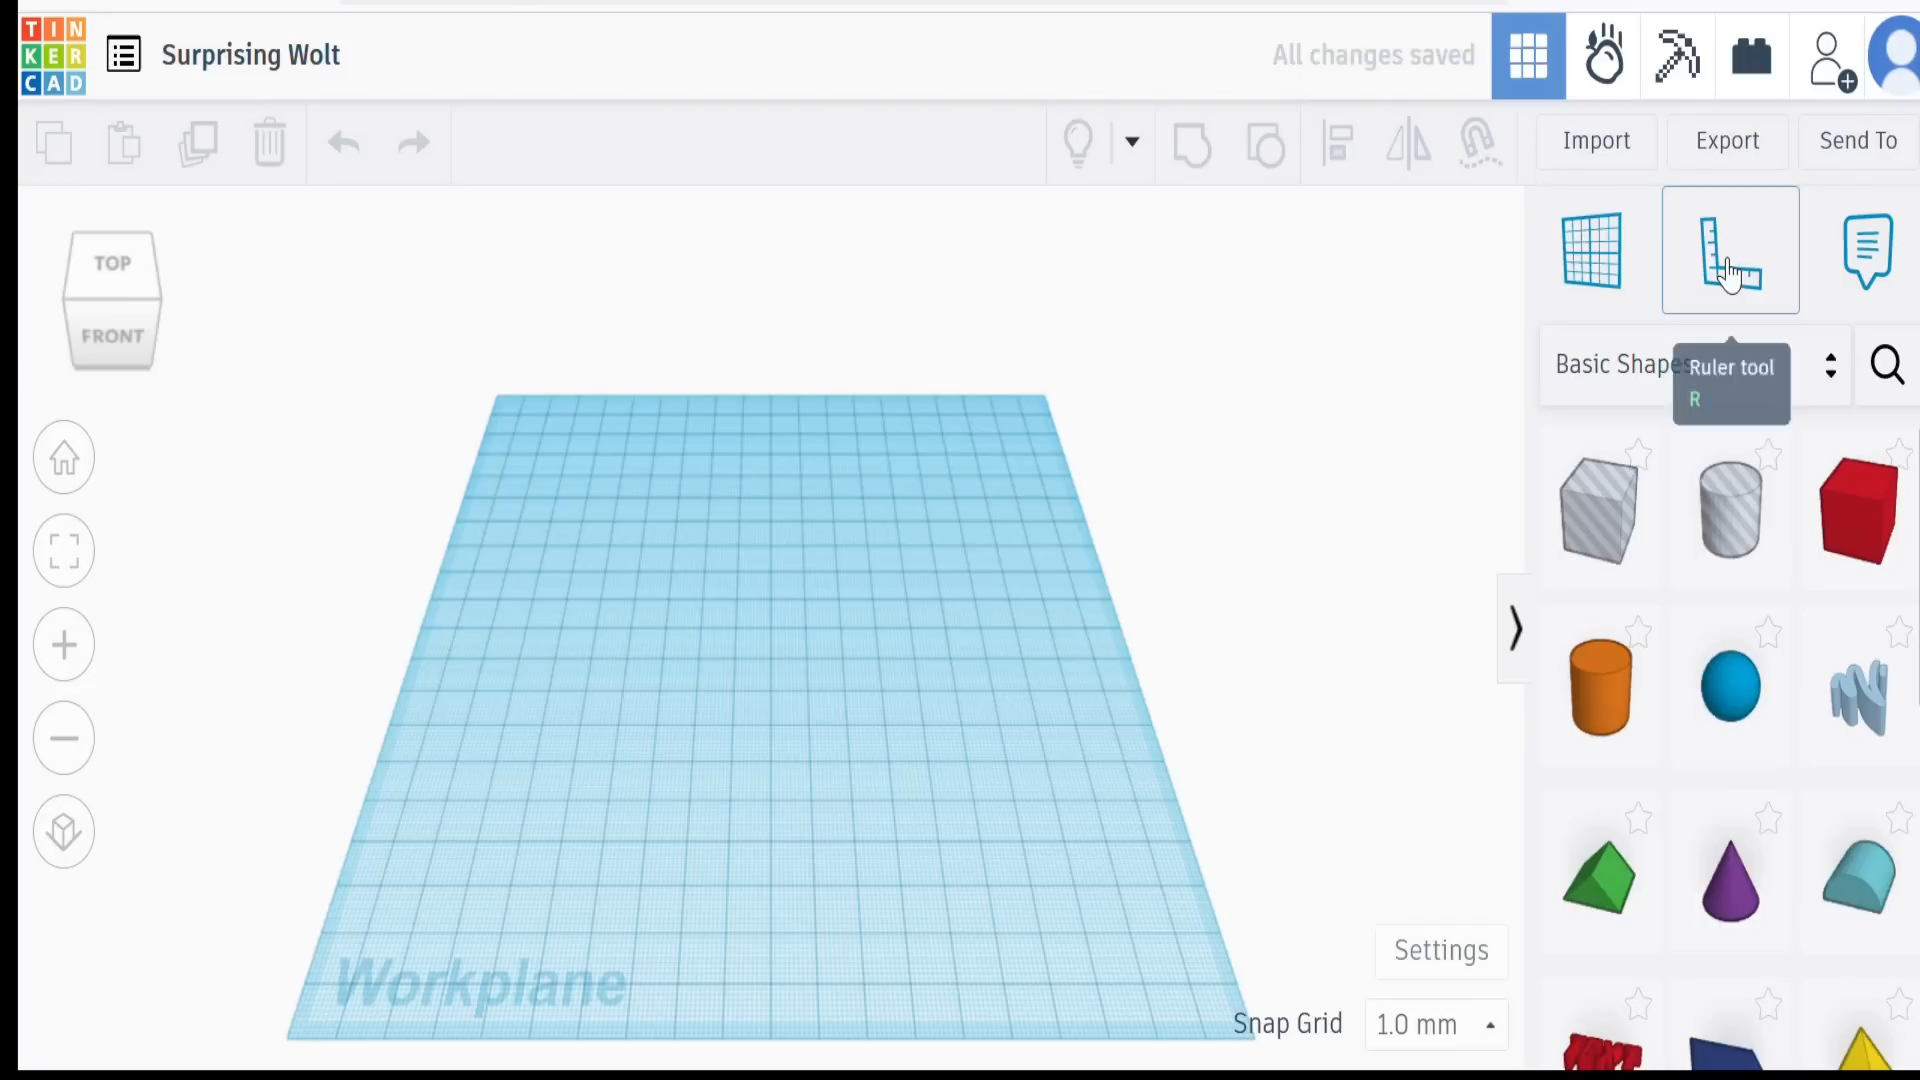 TIN
KER
CAD
Surprising Wolt
All changes saved
Import
Export
Send To
TOP
FRONT
Basic Shapes
Ruler tool
R
Workplane
Settings
Snap Grid
1.0 mm